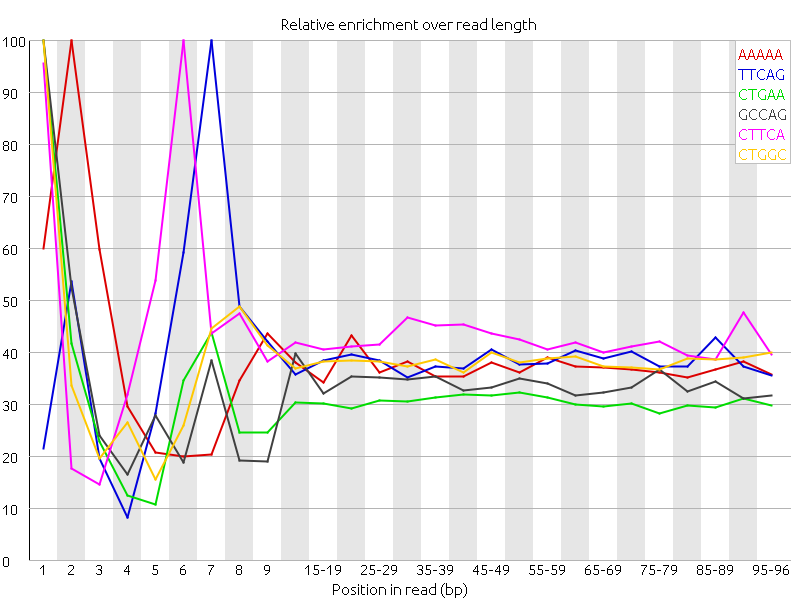 Relative enrichment over read length
100
90
80
70
60
50
40
30
20
10
0
AAAAA
TTCAG
CTGAA
GCCAG
CTTCA
CTGGC
1 2 3 4 5 6 7 8 9 15-19 25-29 35-39 45-49 55-59 65-69 75-79 85-89 95-96
Position in read (bp)